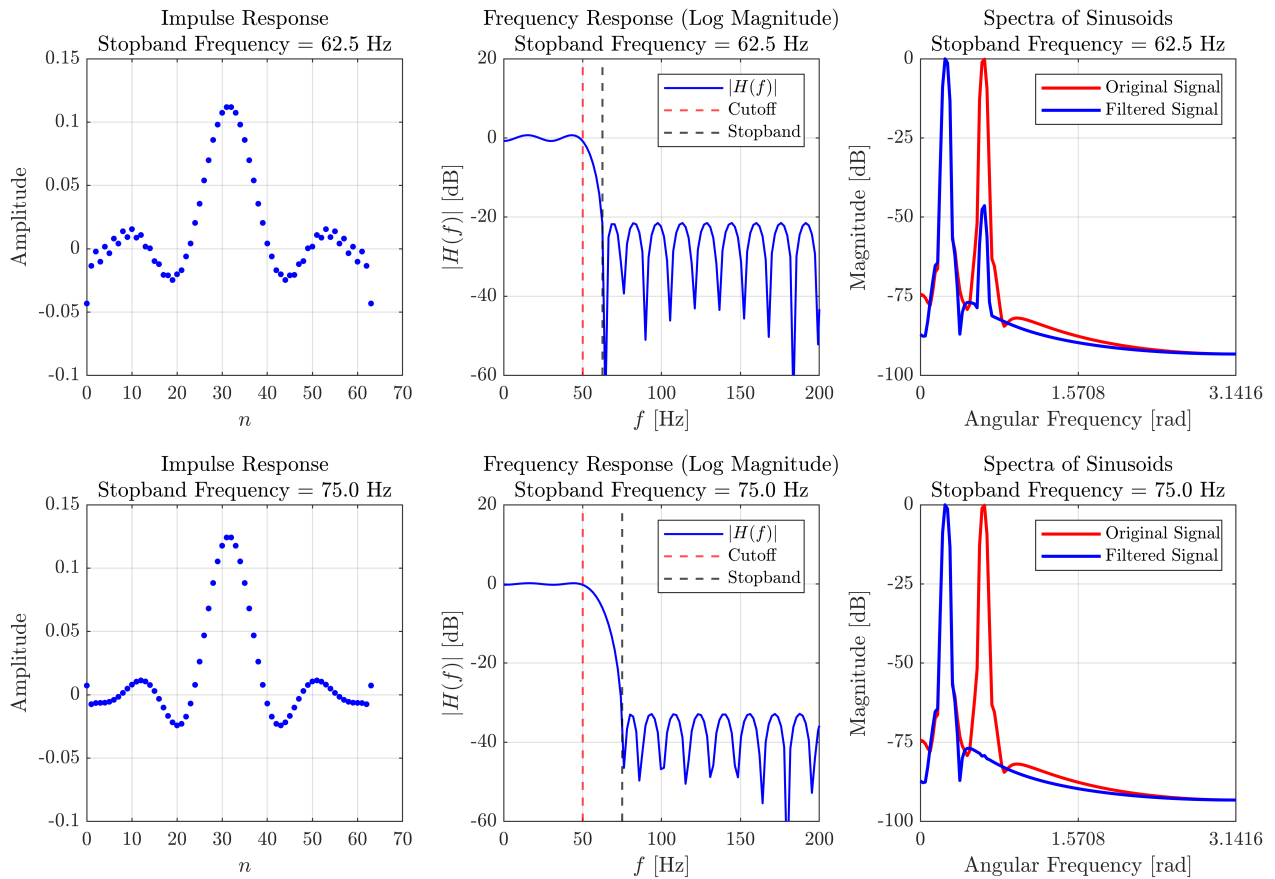 Impulse Response
Stopband Frequency = 62.5 Hz
0.15
0.1
0.05
0
-0.05
-0.1
Amplitude
0 10 20 30 40 50 60 70
n
Frequency Response (Log Magnitude)
Stopband Frequency = 62.5 Hz
20
0
-20
-40
-60
|H(f)| [dB]
|H(f)|
Cutoff
Stopband
0 50 100 150 200
f [Hz]
Spectra of Sinusoids
Stopband Frequency = 62.5 Hz
0
-25
-50
-75
-100
Magnitude [dB]
Original Signal
Filtered Signal
0 1.5708 3.1416
Angular Frequency [rad]
Impulse Response
Stopband Frequency = 75.0 Hz
0.15
0.1
0.05
0
-0.05
-0.1
Amplitude
0 10 20 30 40 50 60 70
n
Frequency Response (Log Magnitude)
Stopband Frequency = 75.0 Hz
20
0
-20
-40
-60
|H(f)| [dB]
|H(f)|
Cutoff
Stopband
0 50 100 150 200
f [Hz]
Spectra of Sinusoids
Stopband Frequency = 75.0 Hz
0
-25
-50
-75
-100
Magnitude [dB]
Original Signal
Filtered Signal
0 1.5708 3.1416
Angular Frequency [rad]